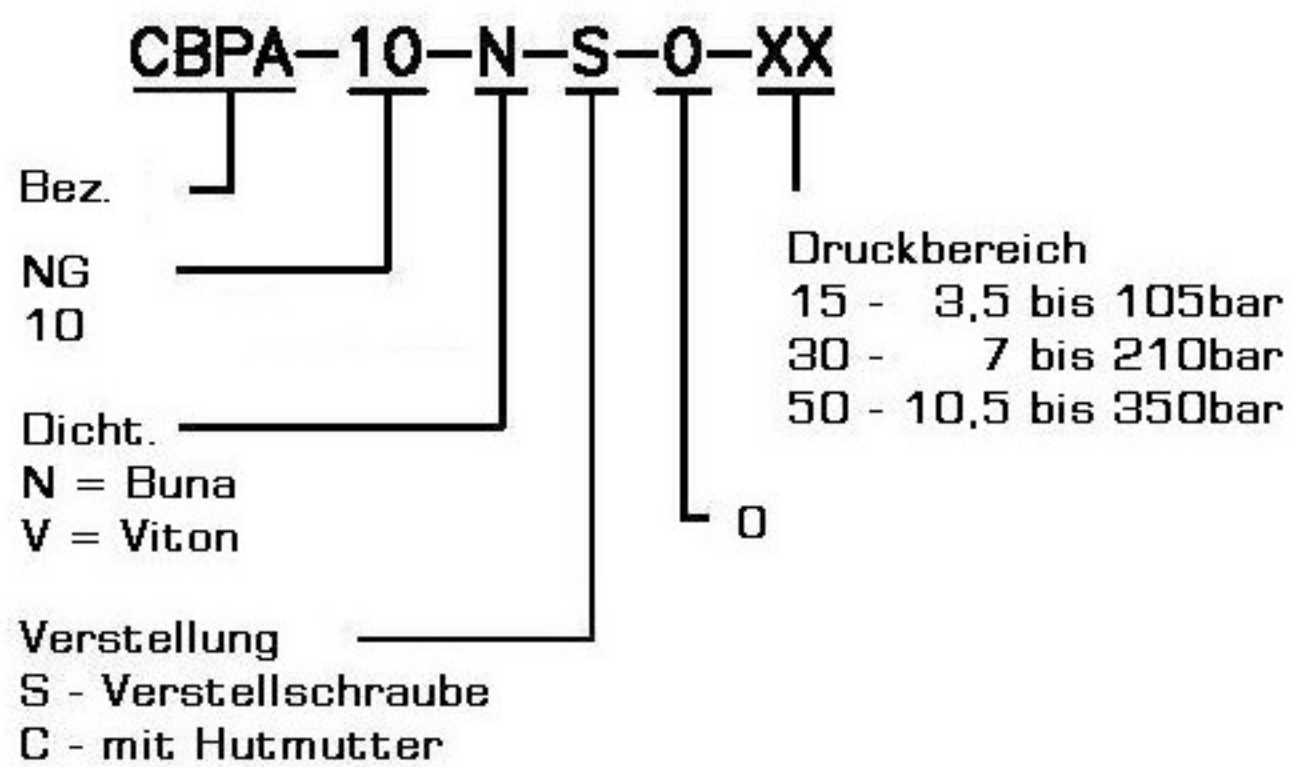 CBPA-10-N-S-0-XX
Bez.
NG
10
Dicht.
N = Buna
V = Viton
Verstellung
S - Verstellschraube
C - mit Hutmutter
0
Druckbereich
15 - 3,5 bis 105bar
30 - 7 bis 210bar
50 - 10,5 bis 350bar